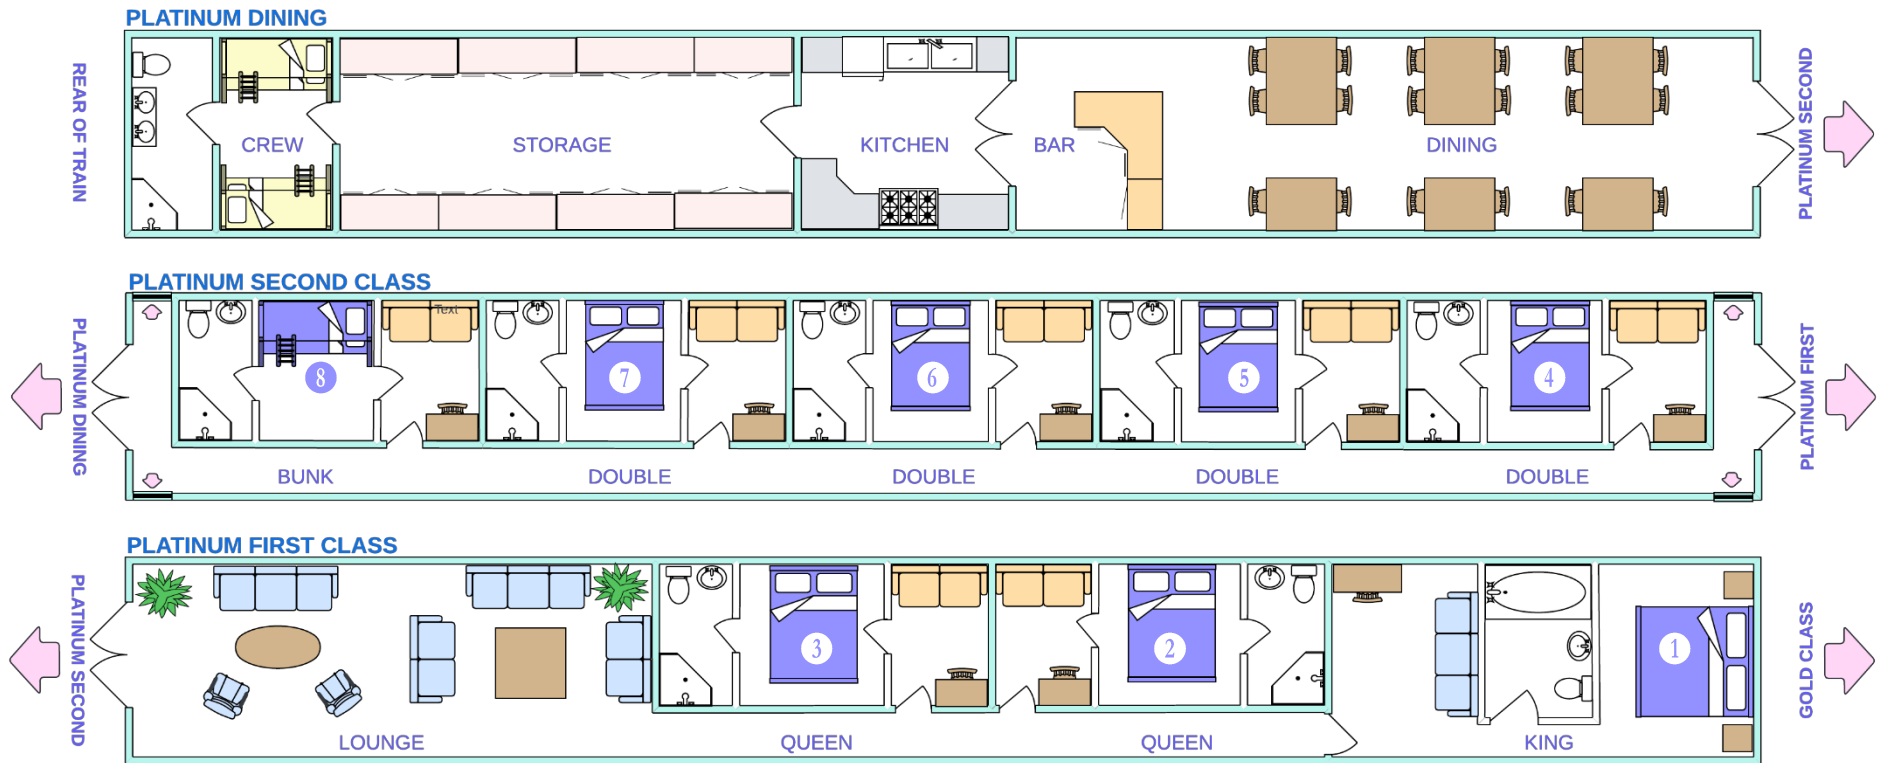 PLATINUM DINING
REAR OF TRAIN
CREW
STORAGE
KITCHEN
BAR
DINING
PLATINUM SECOND
PLATINUM SECOND CLASS
PLATINUM DINING
Text
8
7
6
5
4
BUNK
DOUBLE
DOUBLE
DOUBLE
DOUBLE
PLATINUM FIRST
PLATINUM FIRST CLASS
PLATINUM SECOND
3
2
1
LOUNGE
QUEEN
QUEEN
KING
GOLD CLASS